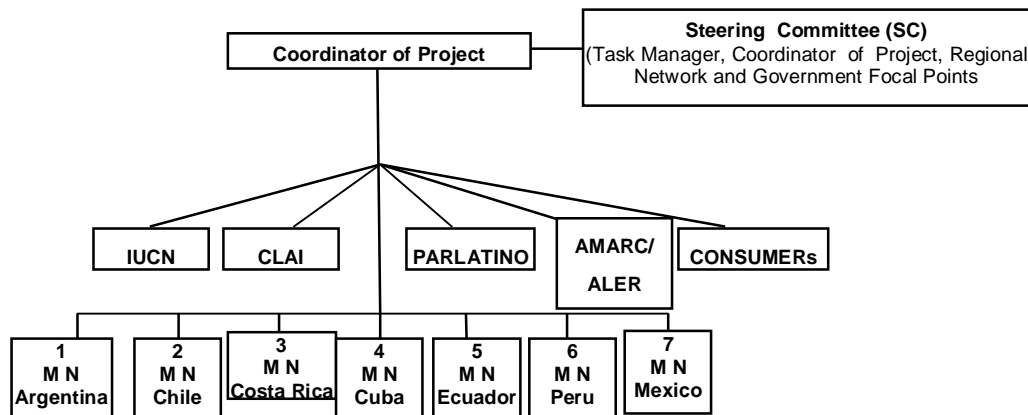 Steering Committee (SC)
(Task Manager, Coordinator of Project, Regional
Network and Government Focal Points
Coordinator of Project
IUCN
CLAI
PARLATINO
AMARC/
ALER
CONSUMERs
1
M N
Argentina
2
M N
Chile
3
M N
Costa Rica
4
M N
Cuba
5
M N
Ecuador
6
M N
Peru
7
M N
Mexico